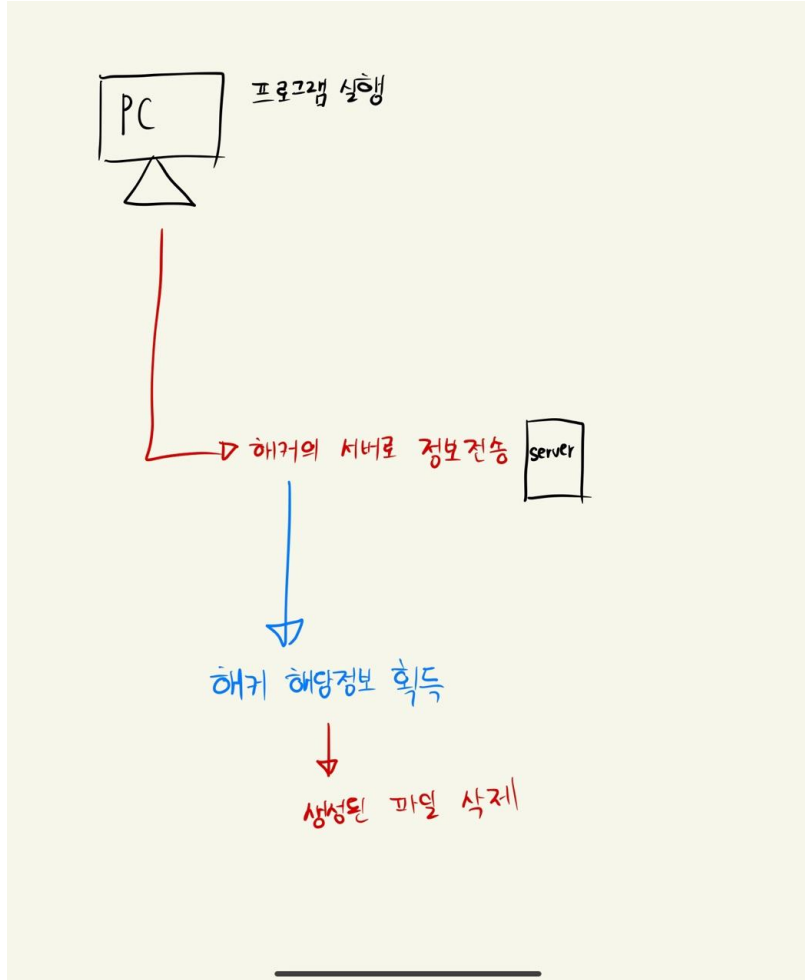 PC
프로그램 실행
해커의 서버로 정보전송
server
해커 해당정보 획득
생성된 파일 삭제